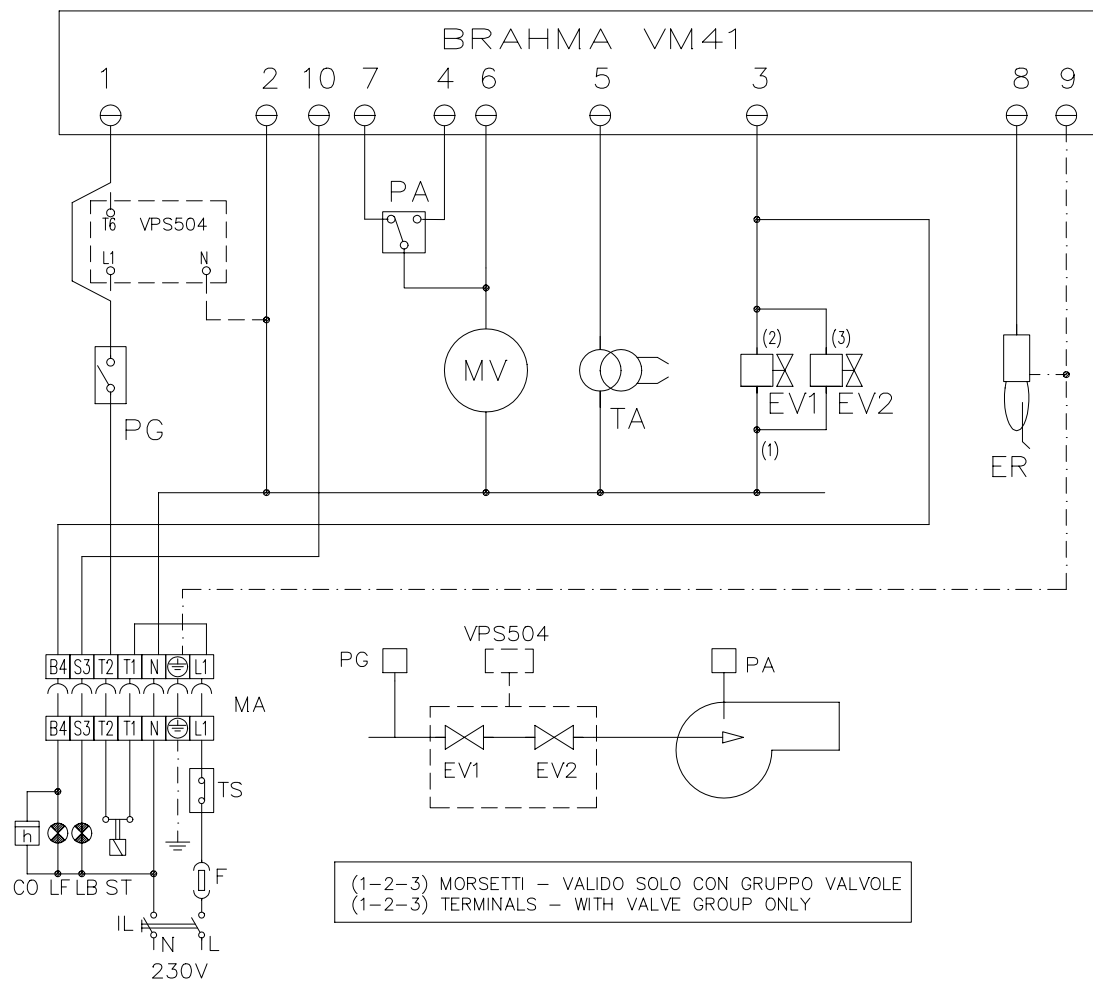 BRAHMA VM41
1 2 10 7 4 6 5 3 8 9
PA
T6 VPS504
L1 N
(2) (3)
MV
EV1 EV2
TA
PG
(1)
ER
VPS504
PG PA
B4 S3 T2 T1 N L1
MA
B4 S3 T2 T1 N L1
EV1 EV2
TS
h
CO LF LB ST
F
IL
N L
230V
(1-2-3) MORSETTI – VALIDO SOLO CON GRUPPO VALVOLE
(1-2-3) TERMINALS – WITH VALVE GROUP ONLY